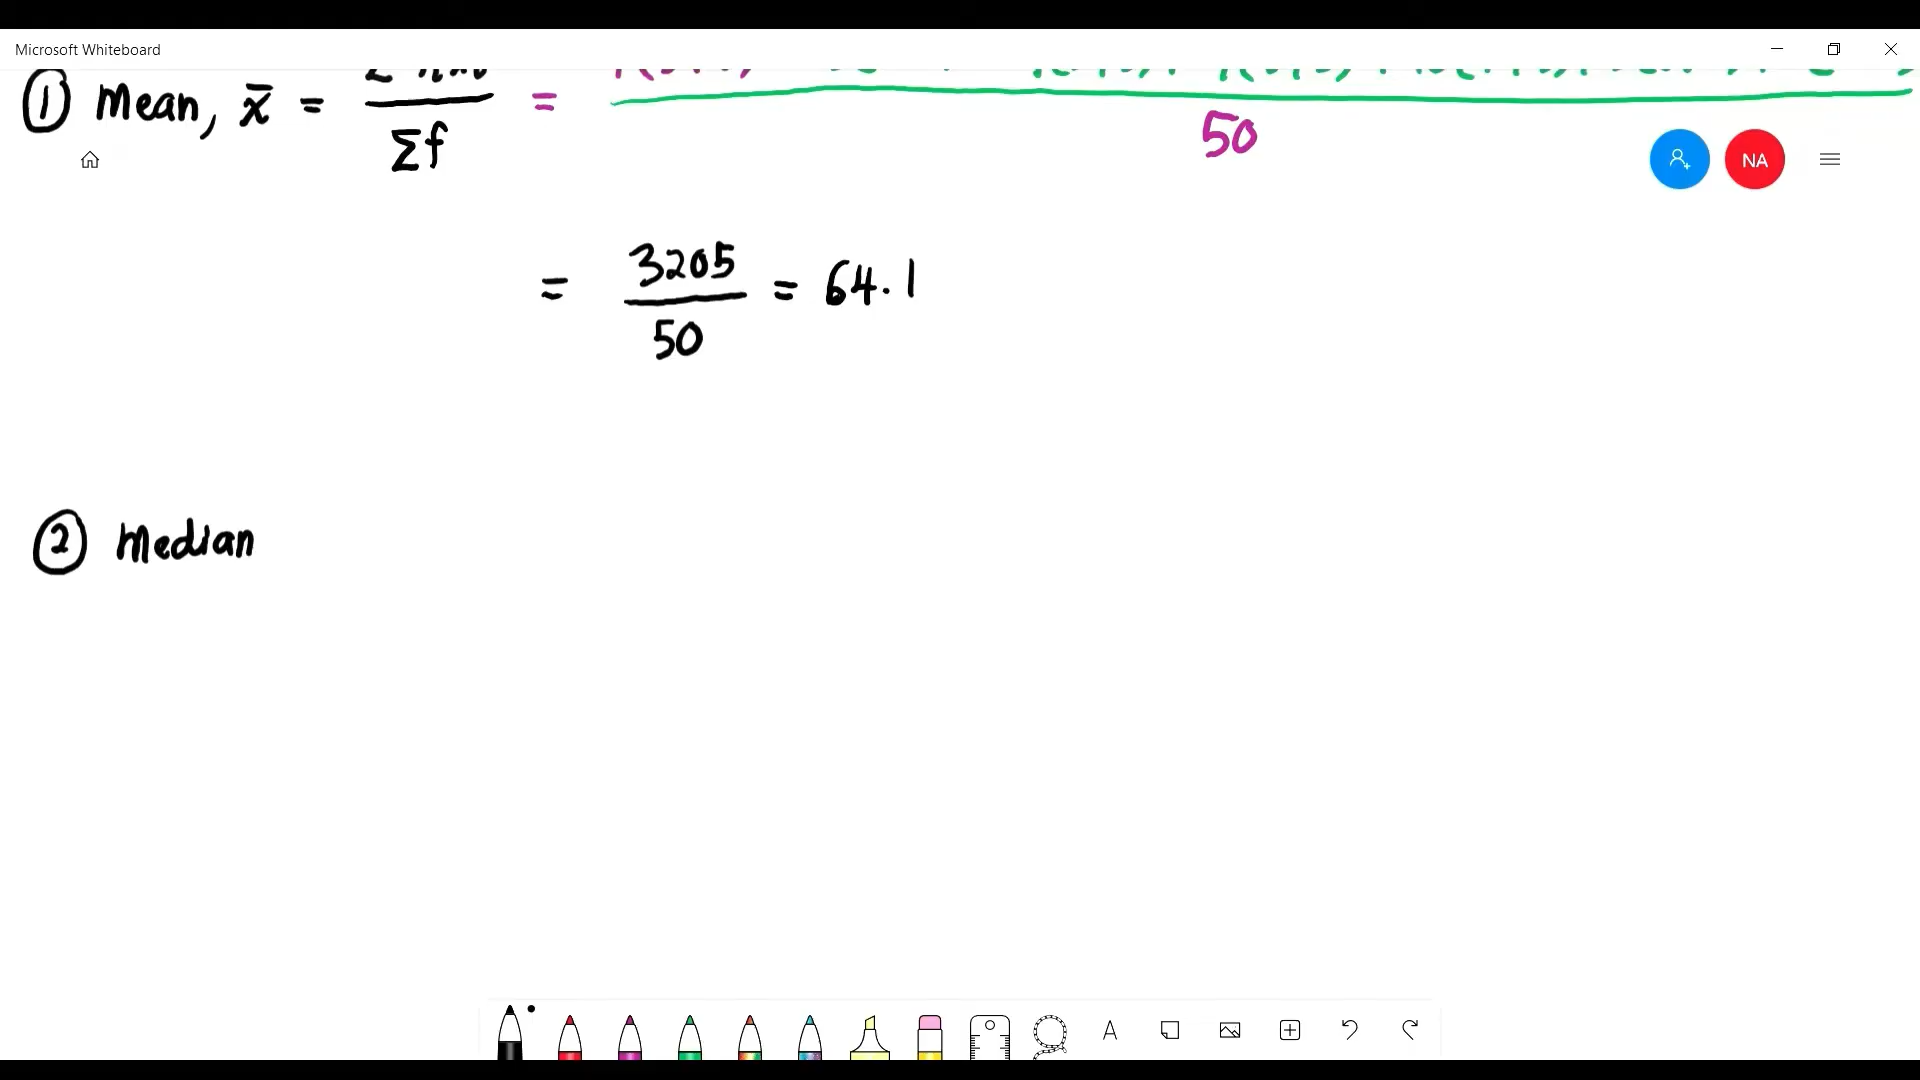 Microsoft Whiteboard
① Mean, x̄ = / Σf =
50
NA
= 3205/50 = 64.1
② Median
A